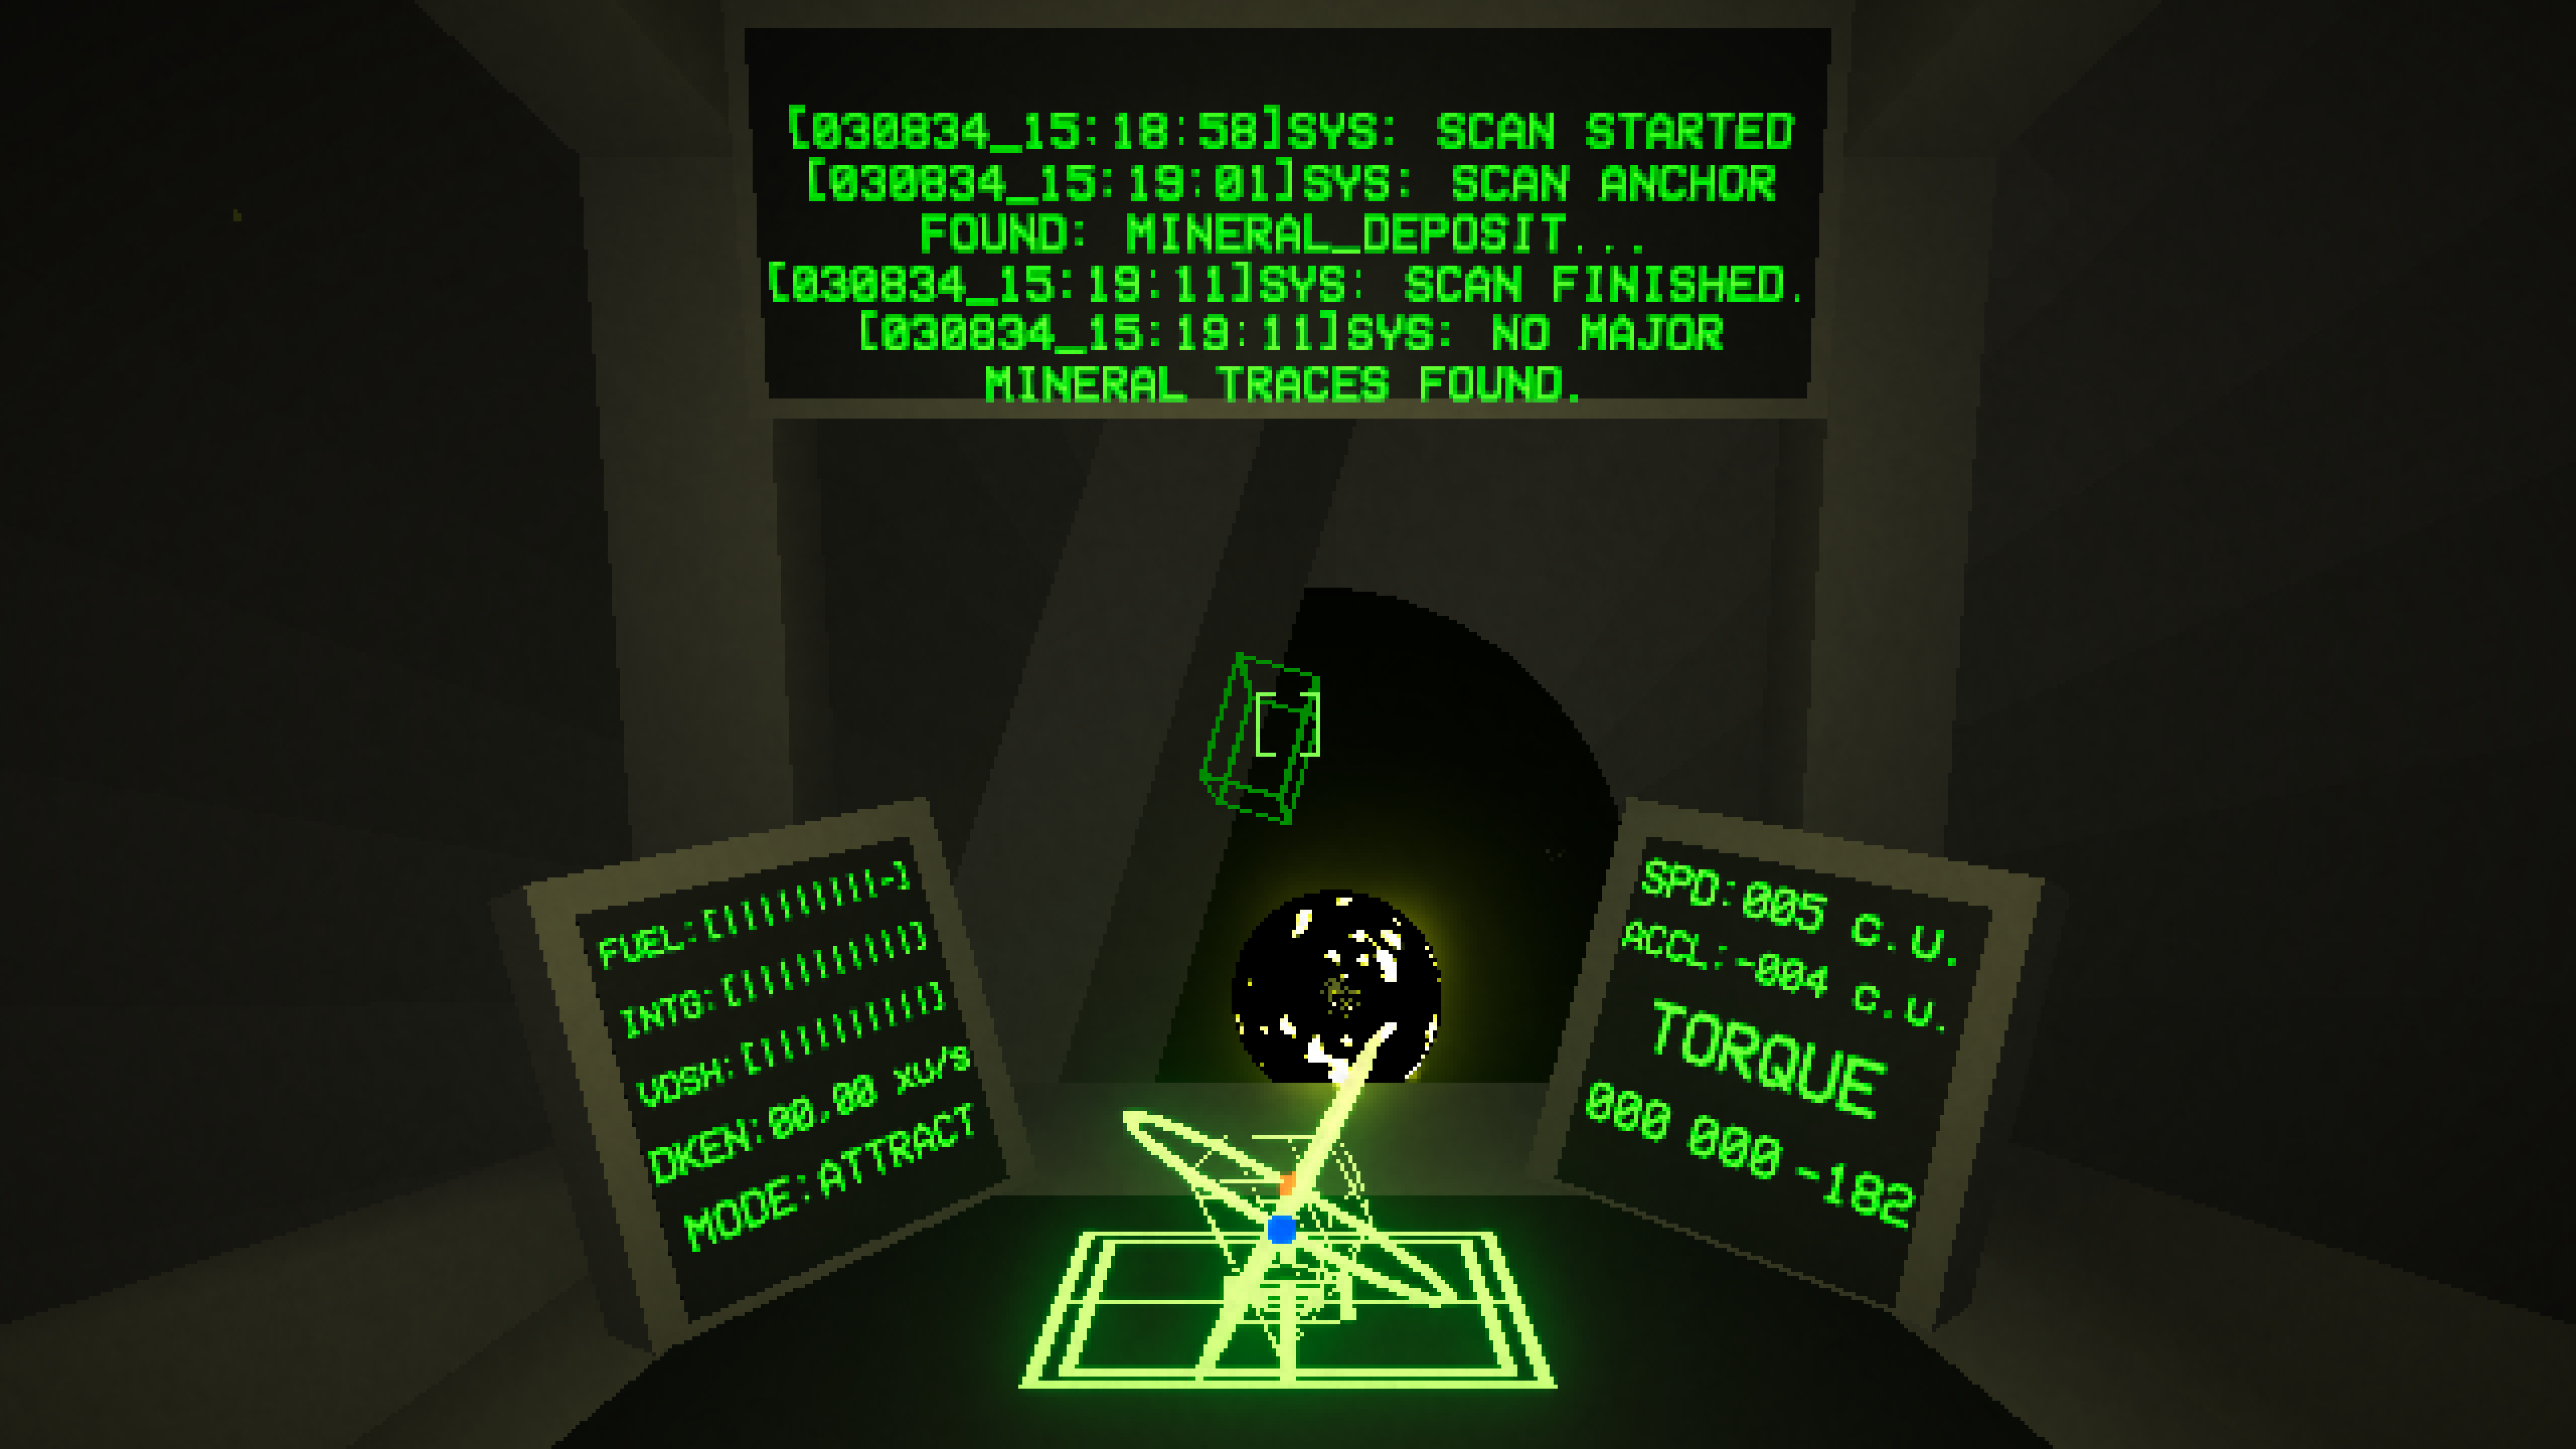 [030834_15:18:58]SYS: SCAN STARTED
[030834_15:19:01]SYS: SCAN ANCHOR
FOUND: MINERAL_DEPOSIT...
[030834_15:19:11]SYS: SCAN FINISHED.
[030834_15:19:11]SYS: NO MAJOR
MINERAL TRACES FOUND.
FUEL:[||||||||||-]
INTG:[|||||||||||]
VDSH:[|||||||||||]
DKEN:00.00 xU/s
MODE:ATTRACT
SPD:005 c.u.
ACCL:-004 c.u.
TORQUE
000 000 -182